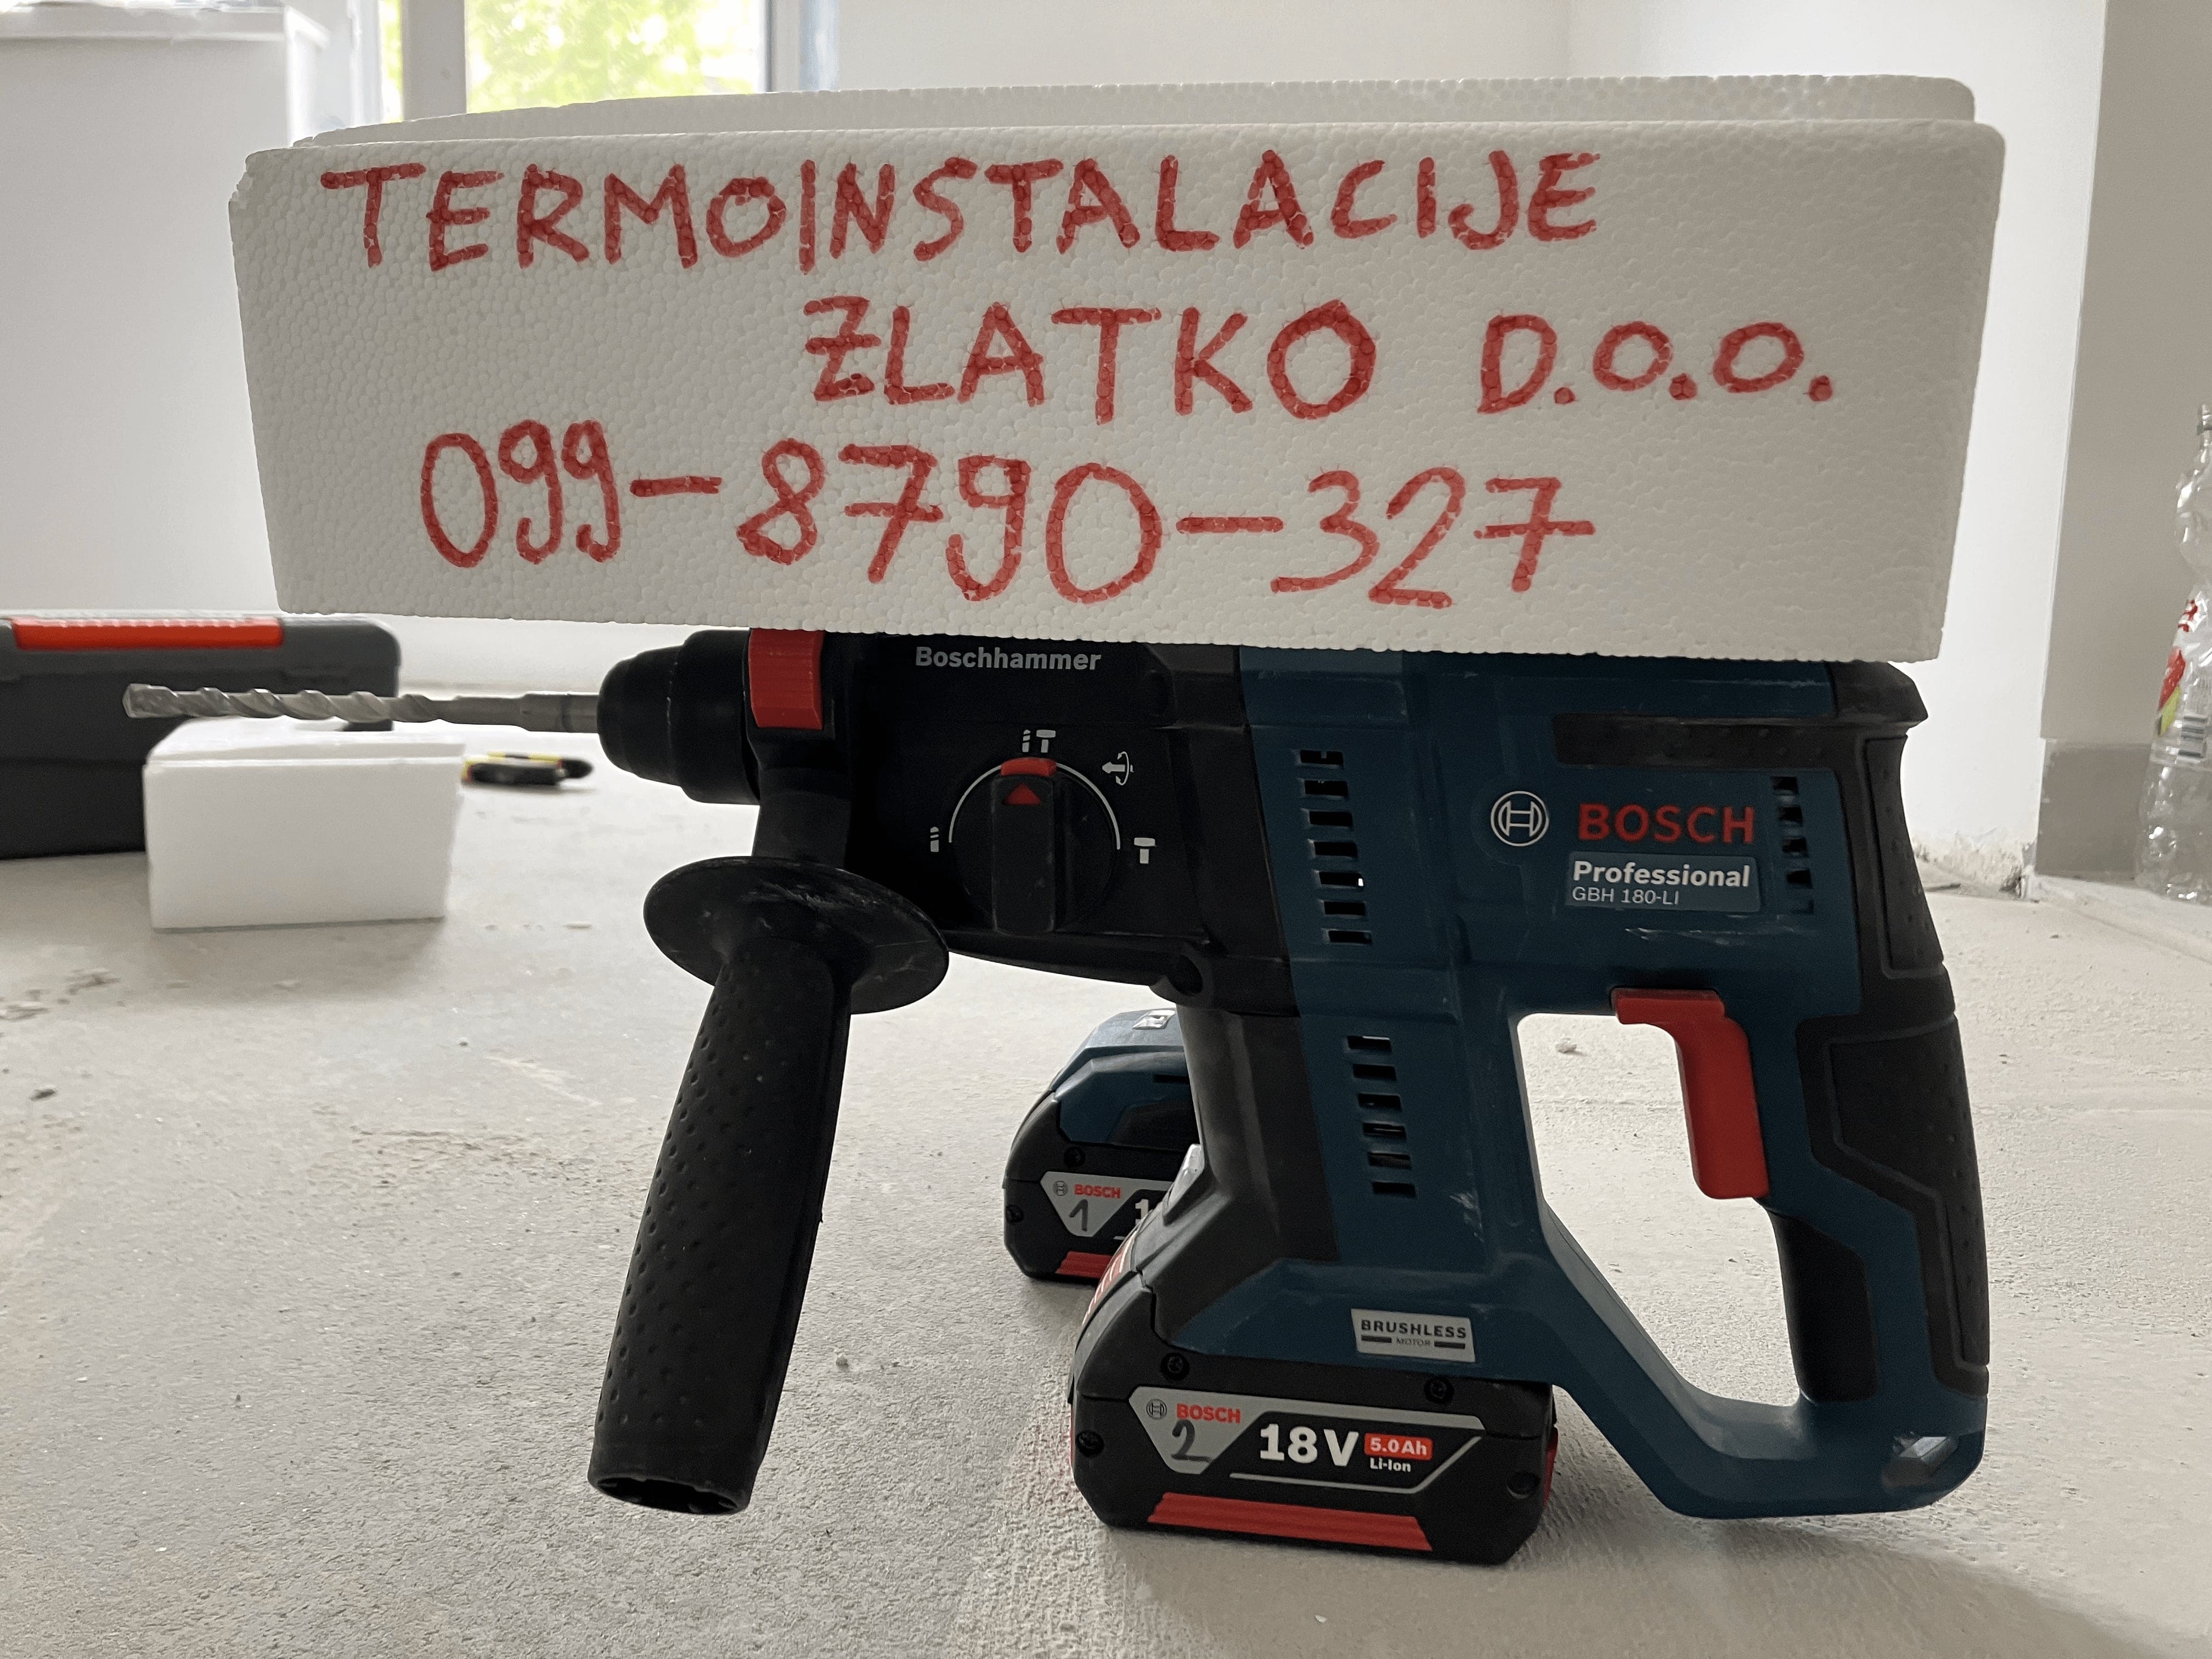 TERMOINSTALACIJE
ZLATKO D.O.O.
099-8790-327
Boschhammer
BOSCH
Professional
GBH 180-LI
BOSCH
1
BRUSHLESS
MOTOR
BOSCH
2
18V
5.0Ah
Li-Ion